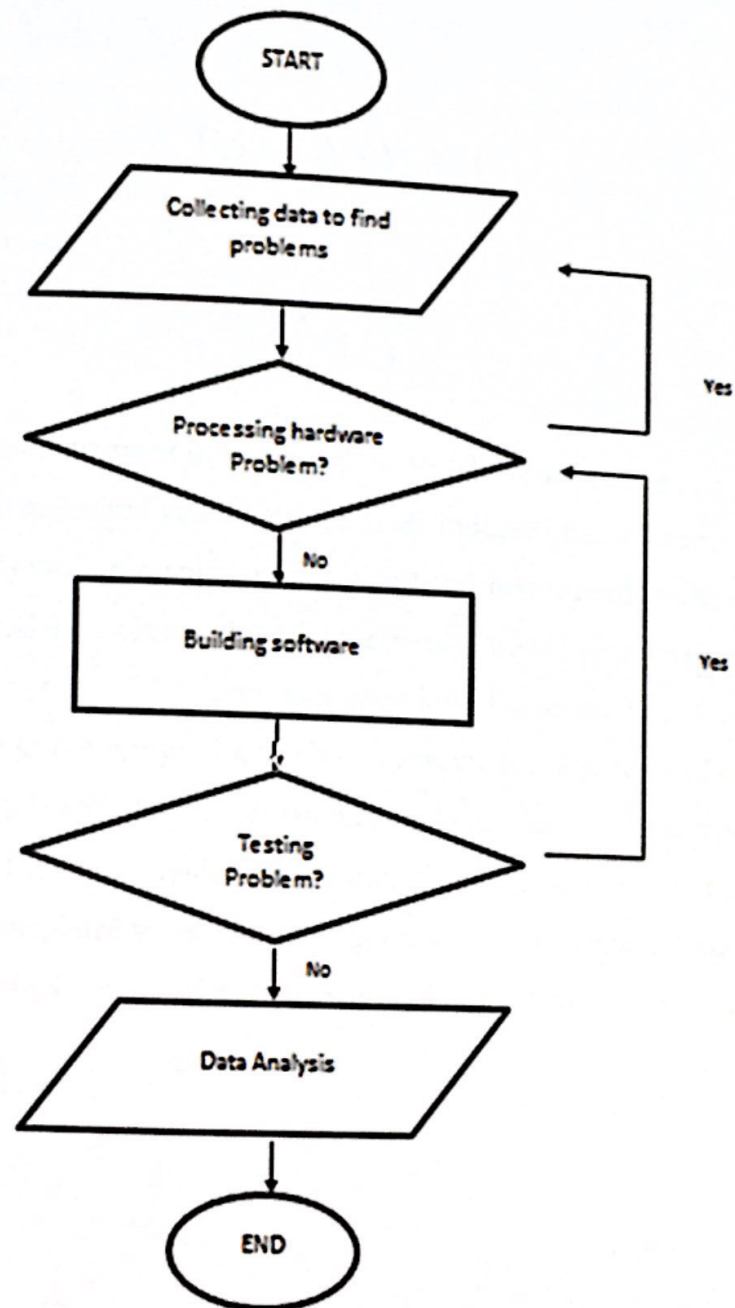 START
Collecting data to find
problems
Yes
Processing hardware
Problem?
No
Building software
Yes
Testing
Problem?
No
Data Analysis
END